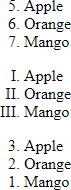 5. Apple
6. Orange
7. Mango
I. Apple
II. Orange
III. Mango
3. Apple
2. Orange
1. Mango